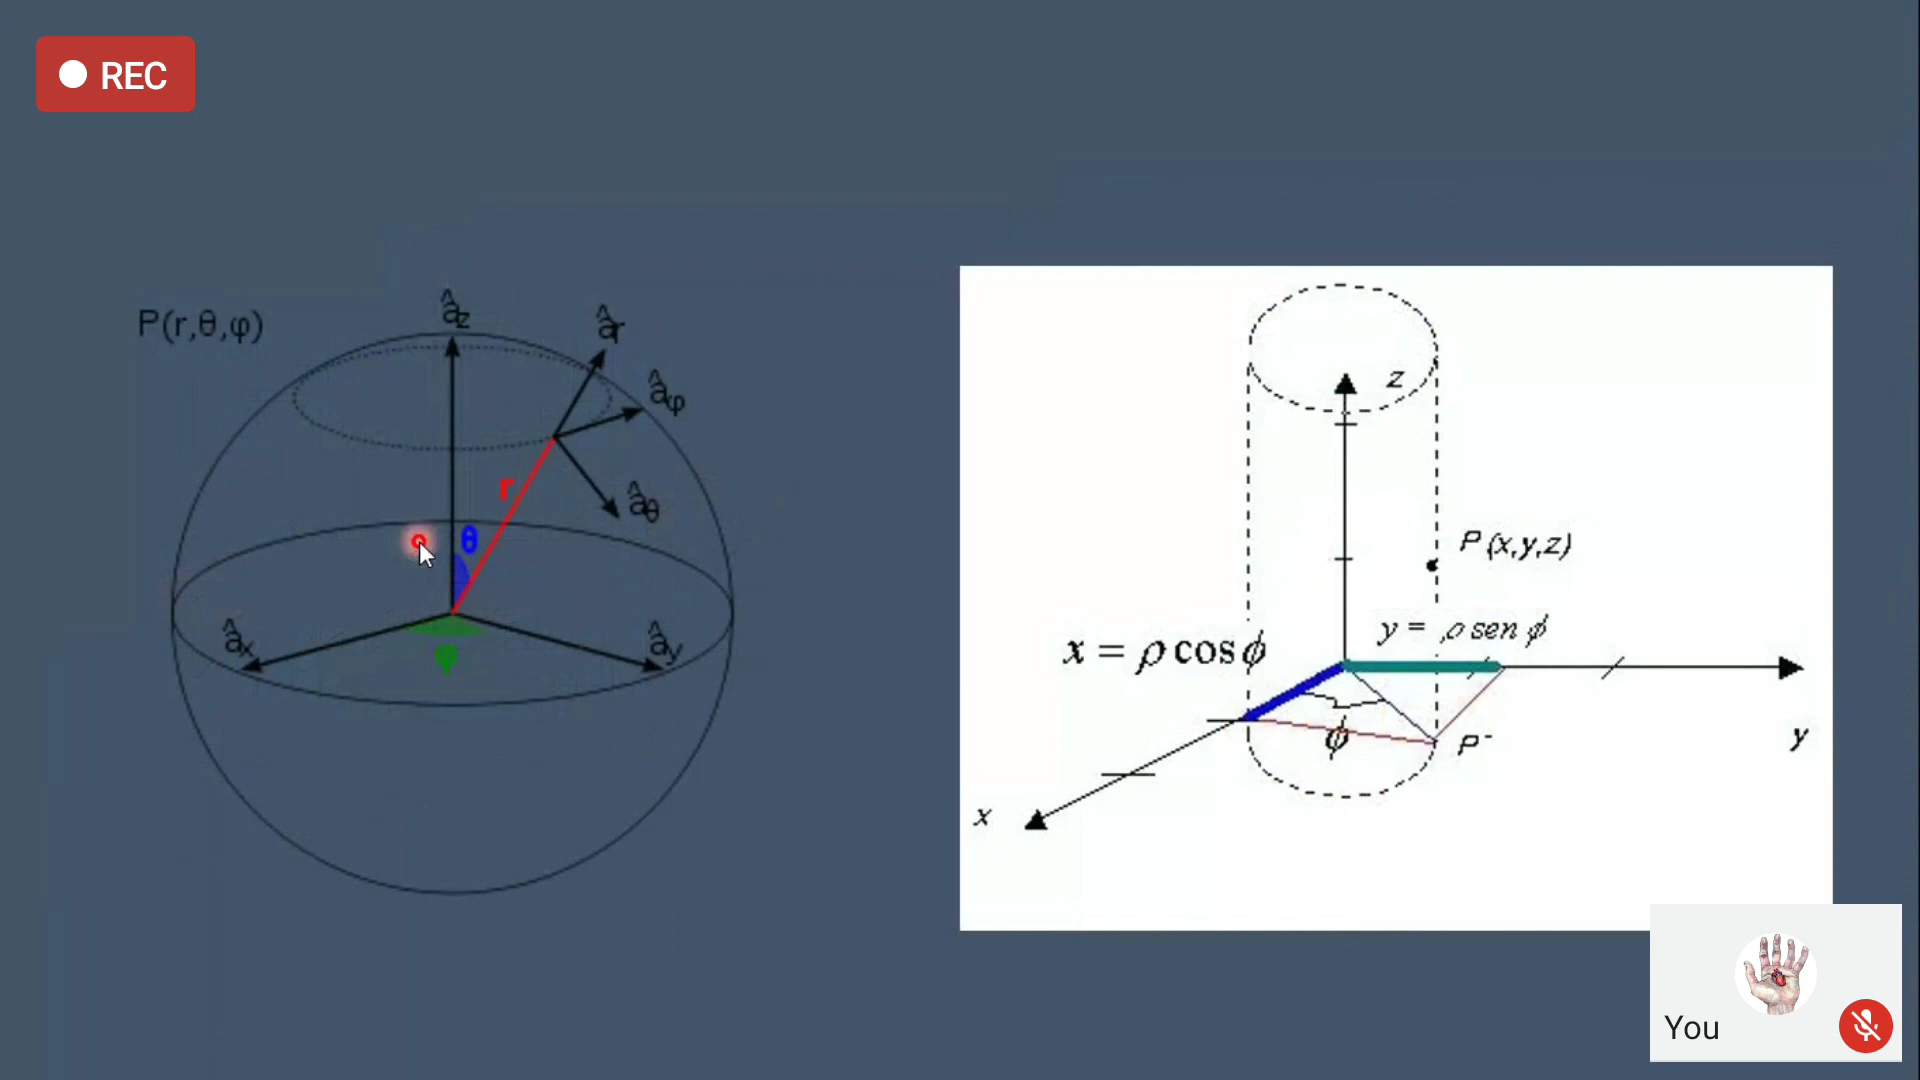 REC
P(r,θ,φ)
âz
âr
âφ
r
âθ
θ
âx
ây
φ
z
P(x,y,z)
y = ρ sen ϕ
x = ρ cos ϕ
ϕ
P'
y
x
You